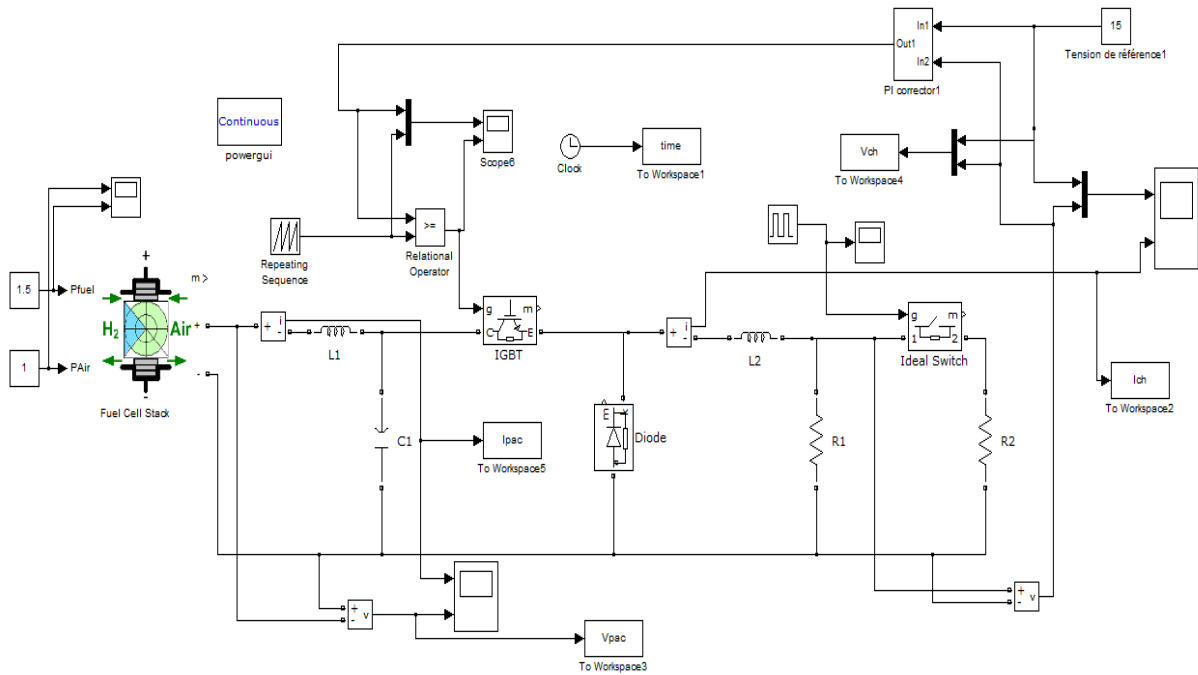 In1
Out1
In2
PI corrector1
15
Tension de référence1
Continuous
powergui
Scope6
Clock
time
To Workspace1
Vch
To Workspace4
>=
Relational
Operator
Repeating
Sequence
+
m >
1.5
Pfuel
H2
Air
+
1
PAir
-
-
Fuel Cell Stack
+
i
-
L1
g
m
C
E
IGBT
+
i
-
L2
g
m
1
2
Ideal Switch
Ich
To Workspace2
E
K
Diode
C1
Ipac
To Workspace5
R1
R2
+
-
v
+
-
v
Vpac
To Workspace3